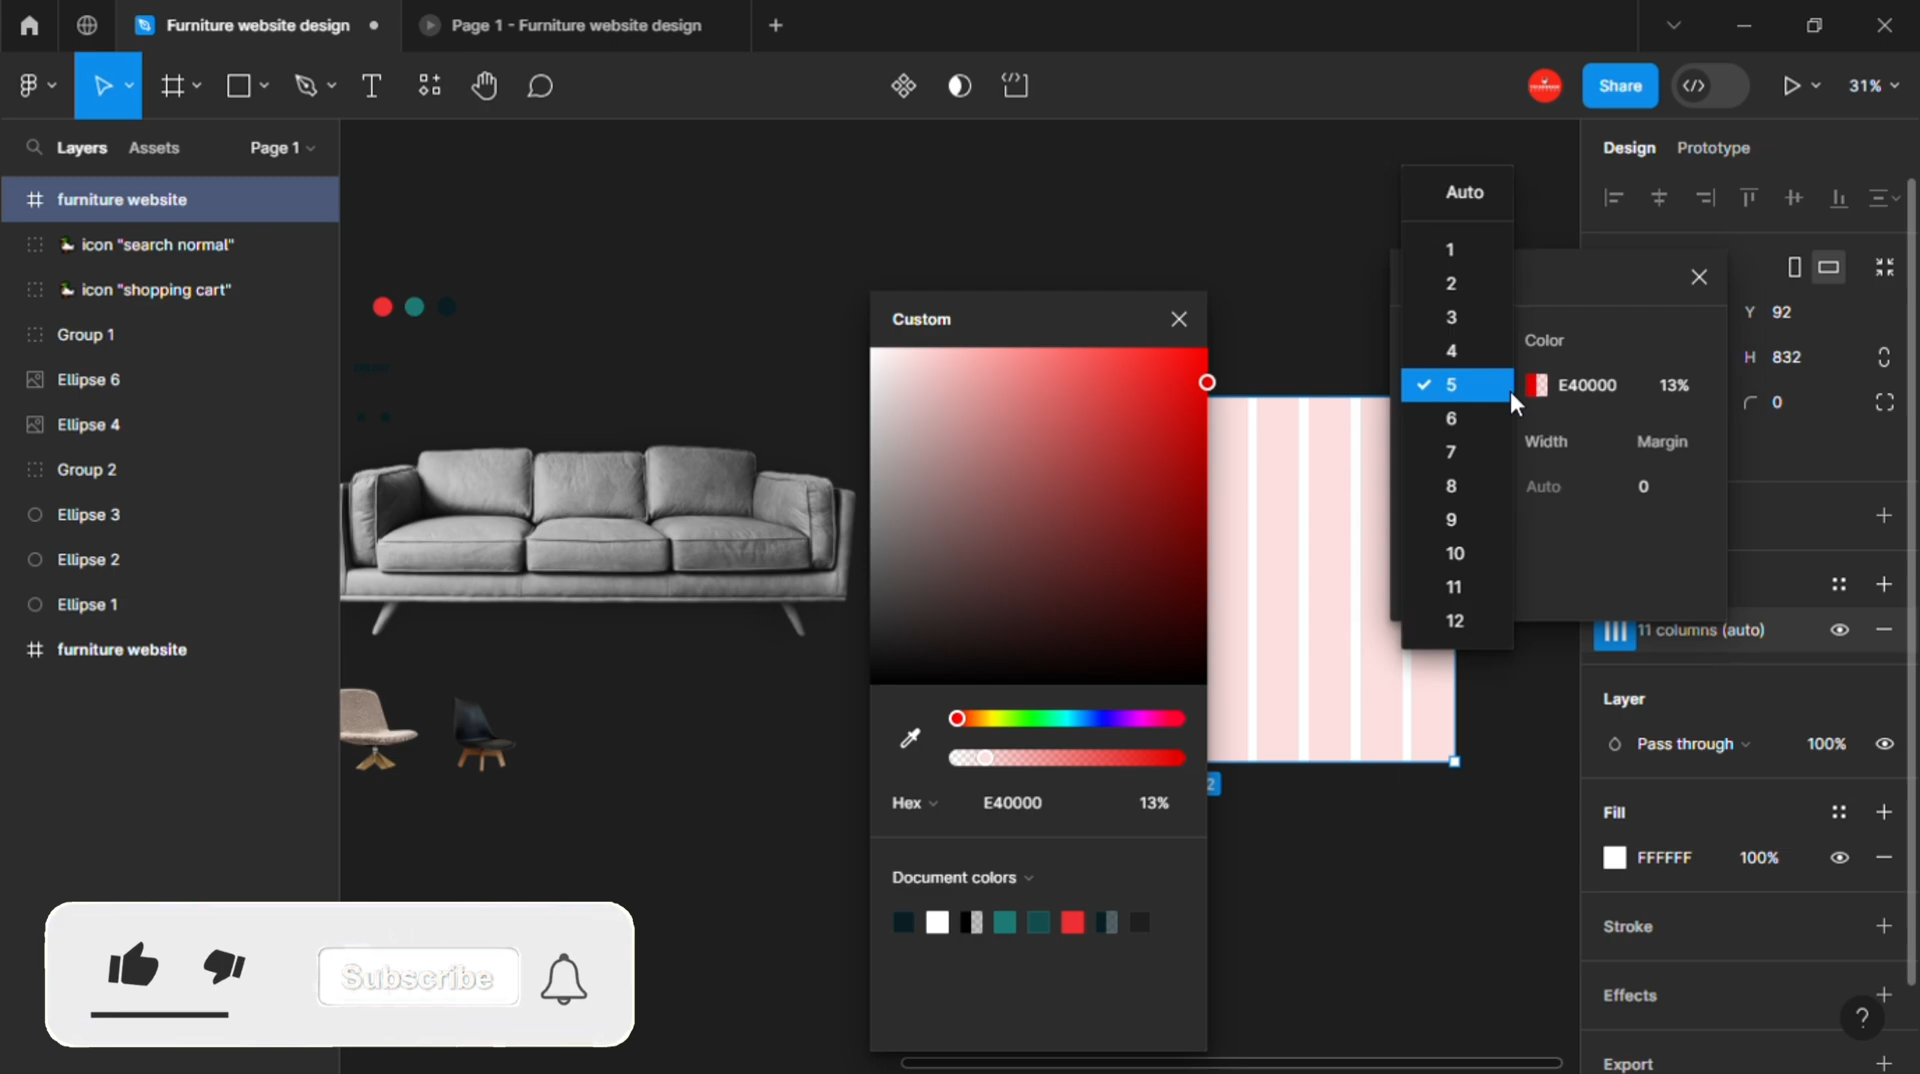 Furniture website design
Page 1 - Furniture website design
Share
31%
Layers
Assets
Page 1
Design
Prototype
furniture website
icon "search normal"
icon "shopping cart"
Group 1
Ellipse 6
Ellipse 4
Group 2
Ellipse 3
Ellipse 2
Ellipse 1
furniture website
Custom
Hex
E40000
13%
Document colors
Auto
1
2
3
4
5
6
7
8
9
10
11
12
Color
E40000
13%
Width
Margin
Auto
0
Y 92
H 832
0
11 columns (auto)
Layer
Pass through
100%
Fill
FFFFFF
100%
Stroke
Effects
?
Export
2
Subscribe